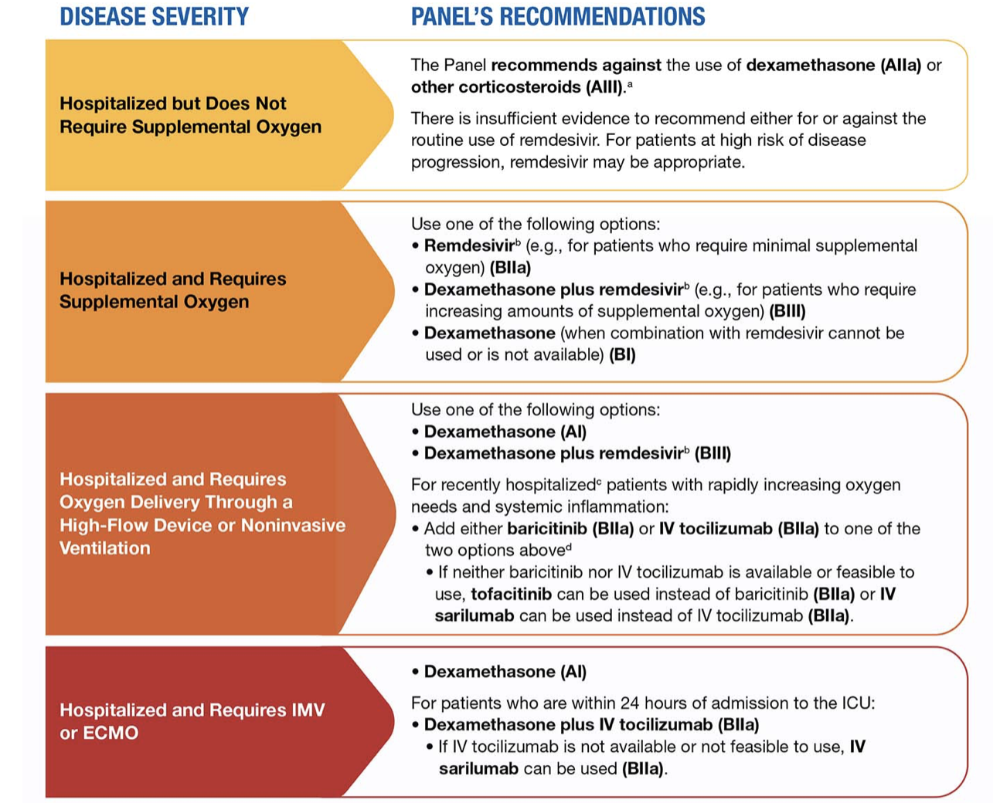 DISEASE SEVERITY
PANEL'S RECOMMENDATIONS
Hospitalized but Does Not
Require Supplemental Oxygen
The Panel recommends against the use of dexamethasone (AIIa) or
other corticosteroids (AIII).ᵃ
There is insufficient evidence to recommend either for or against the
routine use of remdesivir. For patients at high risk of disease
progression, remdesivir may be appropriate.
Hospitalized and Requires
Supplemental Oxygen
Use one of the following options:
• Remdesivirᵇ (e.g., for patients who require minimal supplemental
oxygen) (BIIa)
• Dexamethasone plus remdesivirᵇ (e.g., for patients who require
increasing amounts of supplemental oxygen) (BIII)
• Dexamethasone (when combination with remdesivir cannot be
used or is not available) (BI)
Hospitalized and Requires
Oxygen Delivery Through a
High-Flow Device or Noninvasive
Ventilation
Use one of the following options:
• Dexamethasone (AI)
• Dexamethasone plus remdesivirᵇ (BIII)
For recently hospitalizedᶜ patients with rapidly increasing oxygen
needs and systemic inflammation:
• Add either baricitinib (BIIa) or IV tocilizumab (BIIa) to one of the
two options aboveᵈ
• If neither baricitinib nor IV tocilizumab is available or feasible to
use, tofacitinib can be used instead of baricitinib (BIIa) or IV
sarilumab can be used instead of IV tocilizumab (BIIa).
Hospitalized and Requires IMV
or ECMO
• Dexamethasone (AI)
For patients who are within 24 hours of admission to the ICU:
• Dexamethasone plus IV tocilizumab (BIIa)
• If IV tocilizumab is not available or not feasible to use, IV
sarilumab can be used (BIIa).